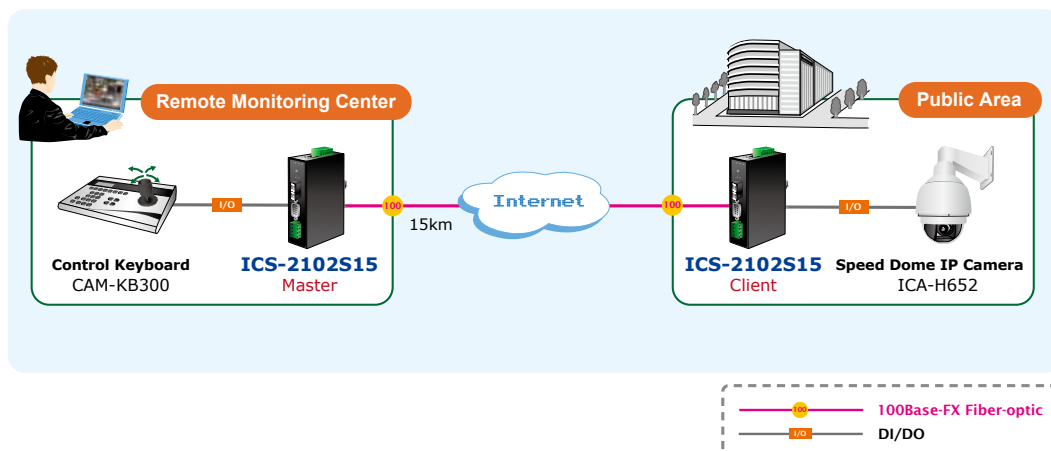 Remote Monitoring Center
Public Area
I/O
100
15km
Internet
100
I/O
Control Keyboard
CAM-KB300
ICS-2102S15
Master
ICS-2102S15
Client
Speed Dome IP Camera
ICA-H652
100
100Base-FX Fiber-optic
I/O
DI/DO